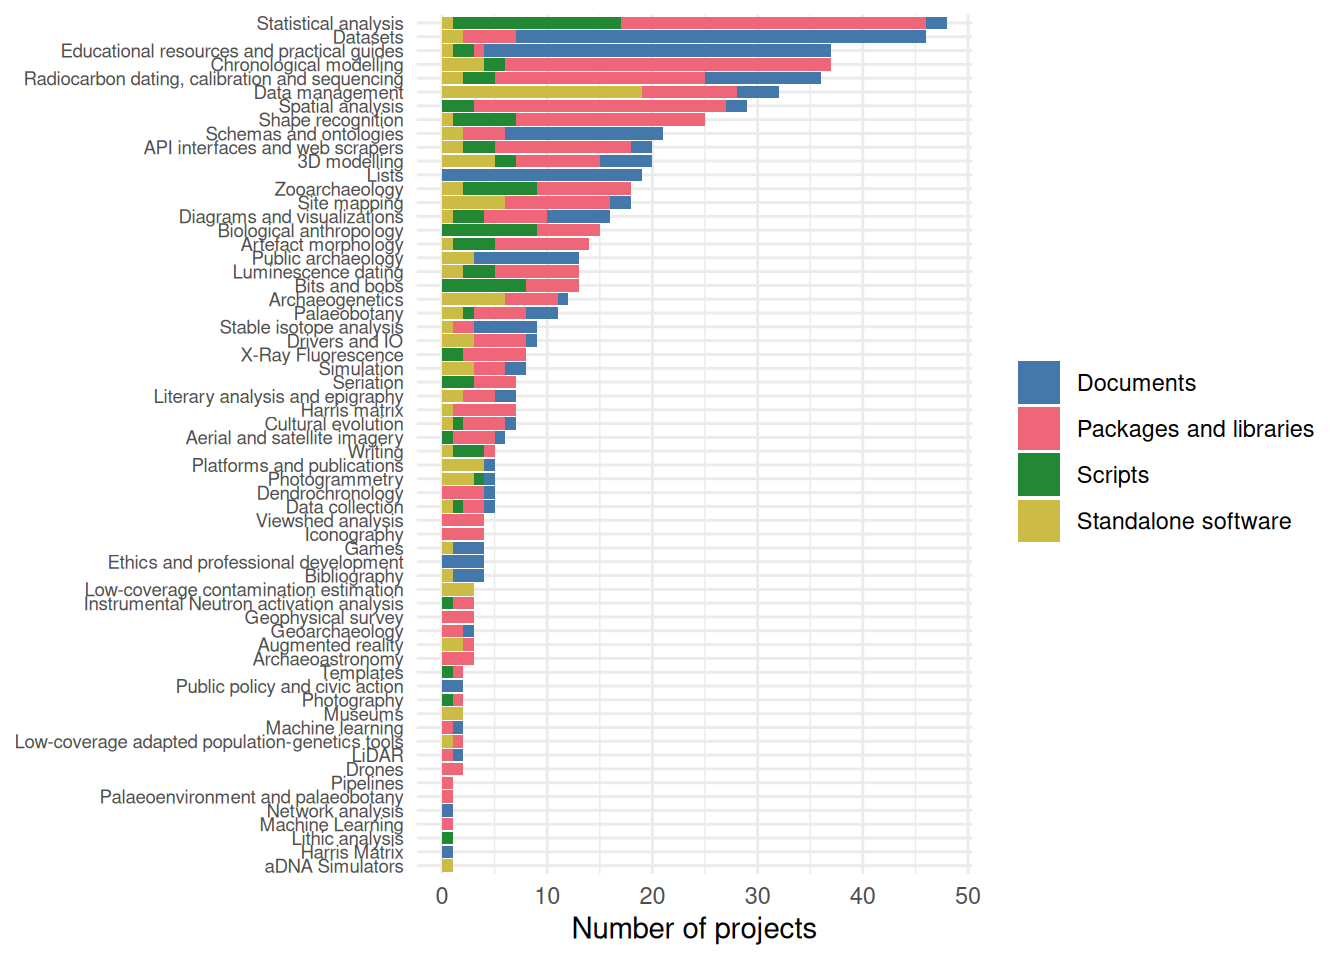 Statistical analysis
Datasets
Educational resources and practical guides
Chronological modelling
Radiocarbon dating, calibration and sequencing
Data management
Spatial analysis
Shape recognition
Schemas and ontologies
API interfaces and web scrapers
3D modelling
Lists
Zooarchaeology
Site mapping
Diagrams and visualizations
Biological anthropology
Artefact morphology
Public archaeology
Luminescence dating
Bits and bobs
Archaeogenetics
Palaeobotany
Stable isotope analysis
Drivers and IO
X-Ray Fluorescence
Simulation
Seriation
Literary analysis and epigraphy
Harris matrix
Cultural evolution
Aerial and satellite imagery
Writing
Platforms and publications
Photogrammetry
Dendrochronology
Data collection
Viewshed analysis
Iconography
Games
Ethics and professional development
Bibliography
Low-coverage contamination estimation
Instrumental Neutron activation analysis
Geophysical survey
Geoarchaeology
Augmented reality
Archaeoastronomy
Templates
Public policy and civic action
Photography
Museums
Machine learning
Low-coverage adapted population-genetics tools
LiDAR
Drones
Pipelines
Palaeoenvironment and palaeobotany
Network analysis
Machine Learning
Lithic analysis
Harris Matrix
aDNA Simulators
0 10 20 30 40 50
Number of projects
Documents
Packages and libraries
Scripts
Standalone software